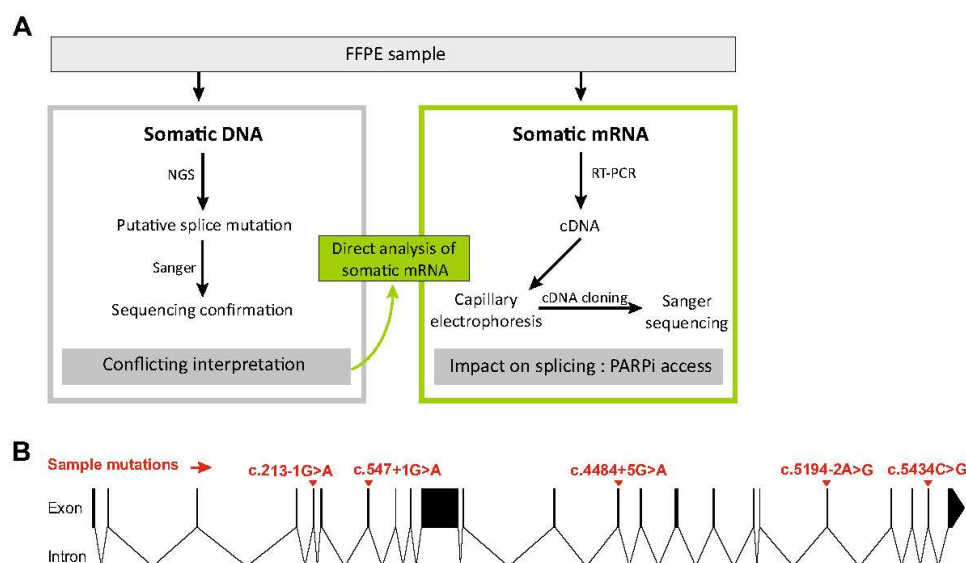 A
FFPE sample
Somatic DNA
NGS
Putative splice mutation
Sanger
Sequencing confirmation
Conflicting interpretation
Direct analysis of
somatic mRNA
Somatic mRNA
RT-PCR
cDNA
Capillary
electrophoresis
cDNA cloning
Sanger
sequencing
Impact on splicing : PARPi access
B
Sample mutations
c.213-1G>A
c.547+1G>A
c.4484+5G>A
c.5194-2A>G
c.5434C>G
Exon
Intron